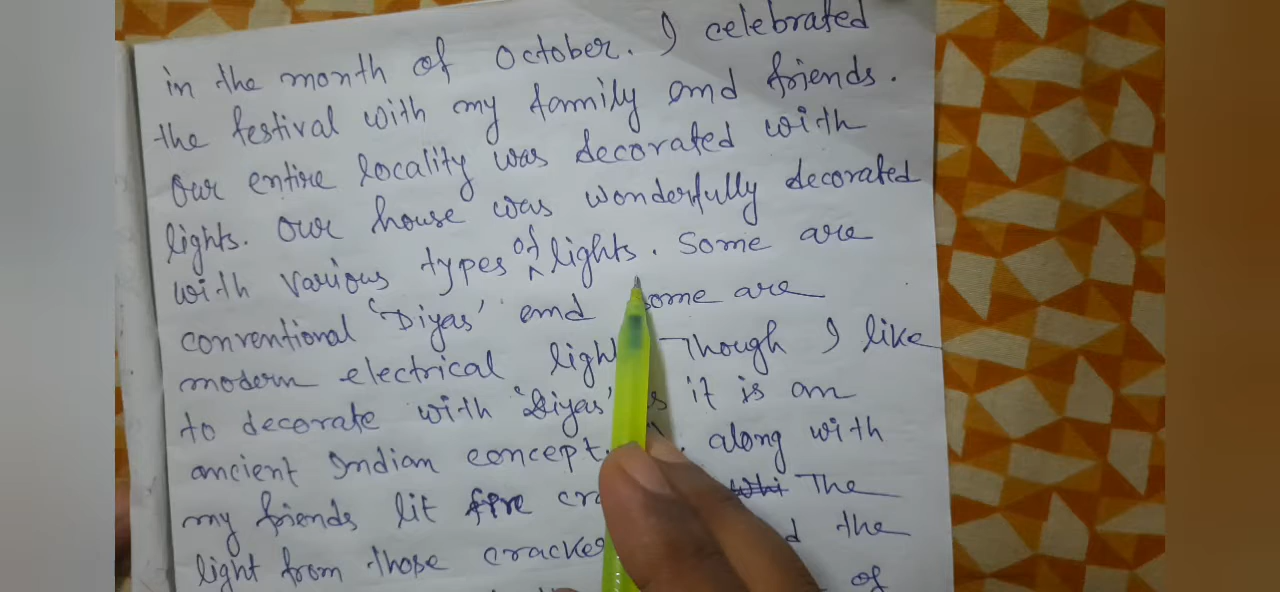 in the month of October. I celebrated
the festival with my family and friends.
Our entire locality was decorated with
lights. Our house was wonderfully decorated
with various types of lights. Some are
conventional 'Diyas' and some are
modern electrical Though I like
to decorate with 'Diyas' it is an
ancient Indian concept. along with
my friends lit fire The
light from those the
of